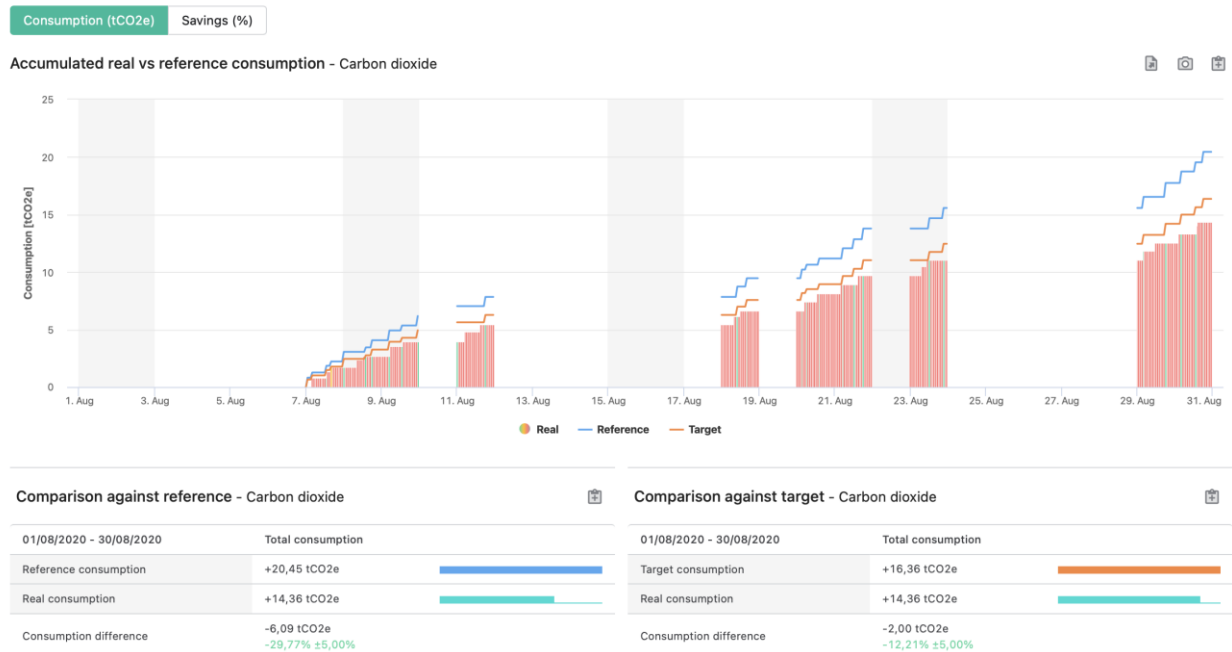 Consumption (tCO2e) Savings (%)
Accumulated real vs reference consumption - Carbon dioxide
25
20
15
10
5
0
Consumption [tCO2e]
1. Aug 3. Aug 5. Aug 7. Aug 9. Aug 11. Aug 13. Aug 15. Aug 17. Aug 19. Aug 21. Aug 23. Aug 25. Aug 27. Aug 29. Aug 31. Aug
Real Reference Target
Comparison against reference - Carbon dioxide
01/08/2020 - 30/08/2020 Total consumption
Reference consumption +20,45 tCO2e
Real consumption +14,36 tCO2e
Consumption difference -6,09 tCO2e
-29,77% ±5,00%
Comparison against target - Carbon dioxide
01/08/2020 - 30/08/2020 Total consumption
Target consumption +16,36 tCO2e
Real consumption +14,36 tCO2e
Consumption difference -2,00 tCO2e
-12,21% ±5,00%